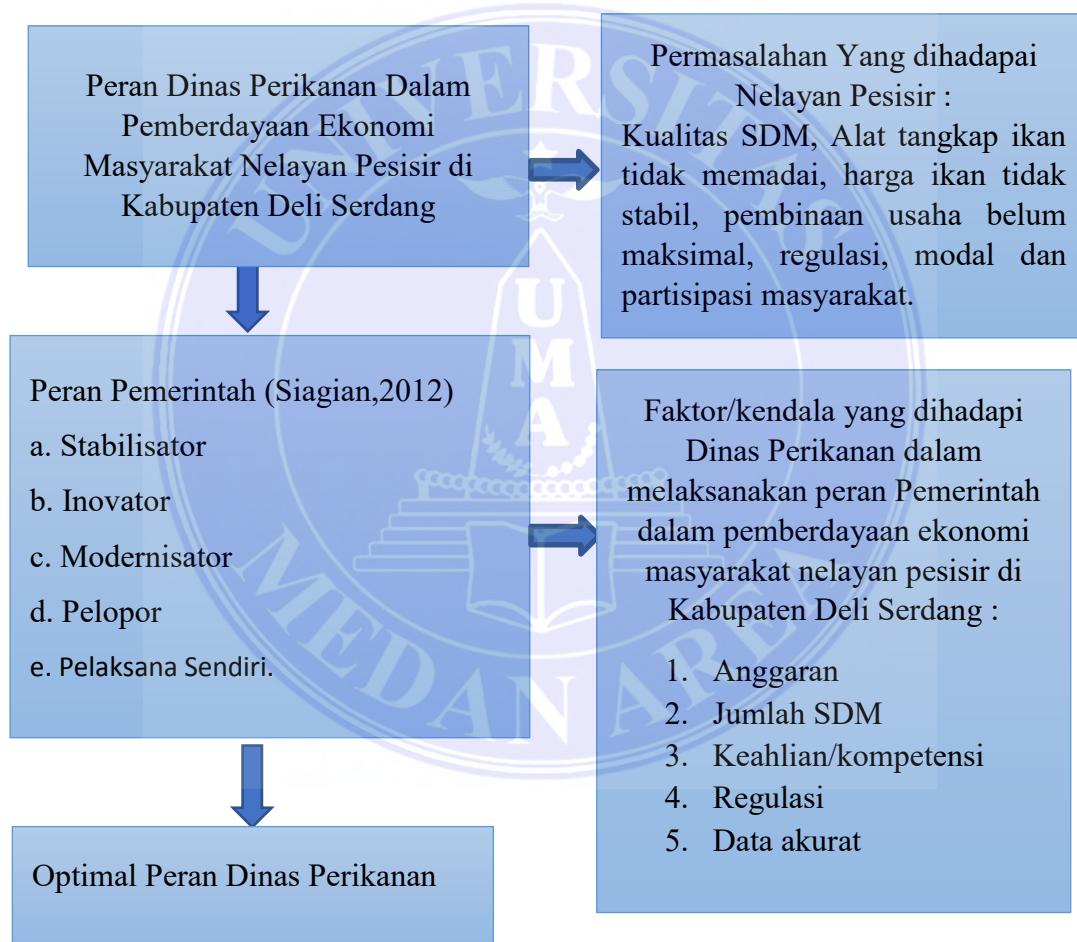 Peran Dinas Perikanan Dalam
Pemberdayaan Ekonomi
Masyarakat Nelayan Pesisir di
Kabupaten Deli Serdang
Permasalahan Yang dihadapai
Nelayan Pesisir :
Kualitas SDM, Alat tangkap ikan
tidak memadai, harga ikan tidak
stabil, pembinaan usaha belum
maksimal, regulasi, modal dan
partisipasi masyarakat.
Peran Pemerintah (Siagian,2012)
a. Stabilisator
b. Inovator
c. Modernisator
d. Pelopor
e. Pelaksana Sendiri.
Faktor/kendala yang dihadapi
Dinas Perikanan dalam
melaksanakan peran Pemerintah
dalam pemberdayaan ekonomi
masyarakat nelayan pesisir di
Kabupaten Deli Serdang :
1. Anggaran
2. Jumlah SDM
3. Keahlian/kompetensi
4. Regulasi
5. Data akurat
Optimal Peran Dinas Perikanan
UNIVERSITAS
UMA
MEDAN AREA